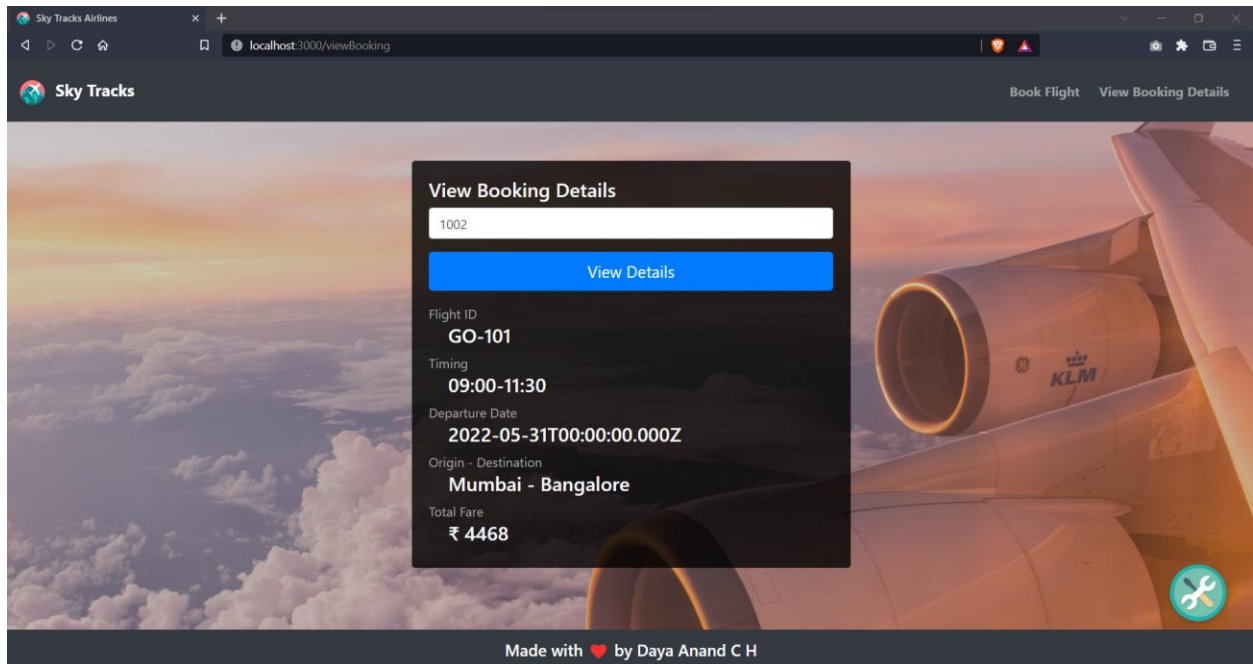 Sky Tracks Airlines
localhost:3000/viewBooking
Sky Tracks
Book Flight View Booking Details
View Booking Details
1002
View Details
Flight ID
GO-101
Timing
09:00-11:30
Departure Date
2022-05-31T00:00:00.000Z
Origin - Destination
Mumbai - Bangalore
Total Fare
₹ 4468
KLM
Made with ❤ by Daya Anand C H